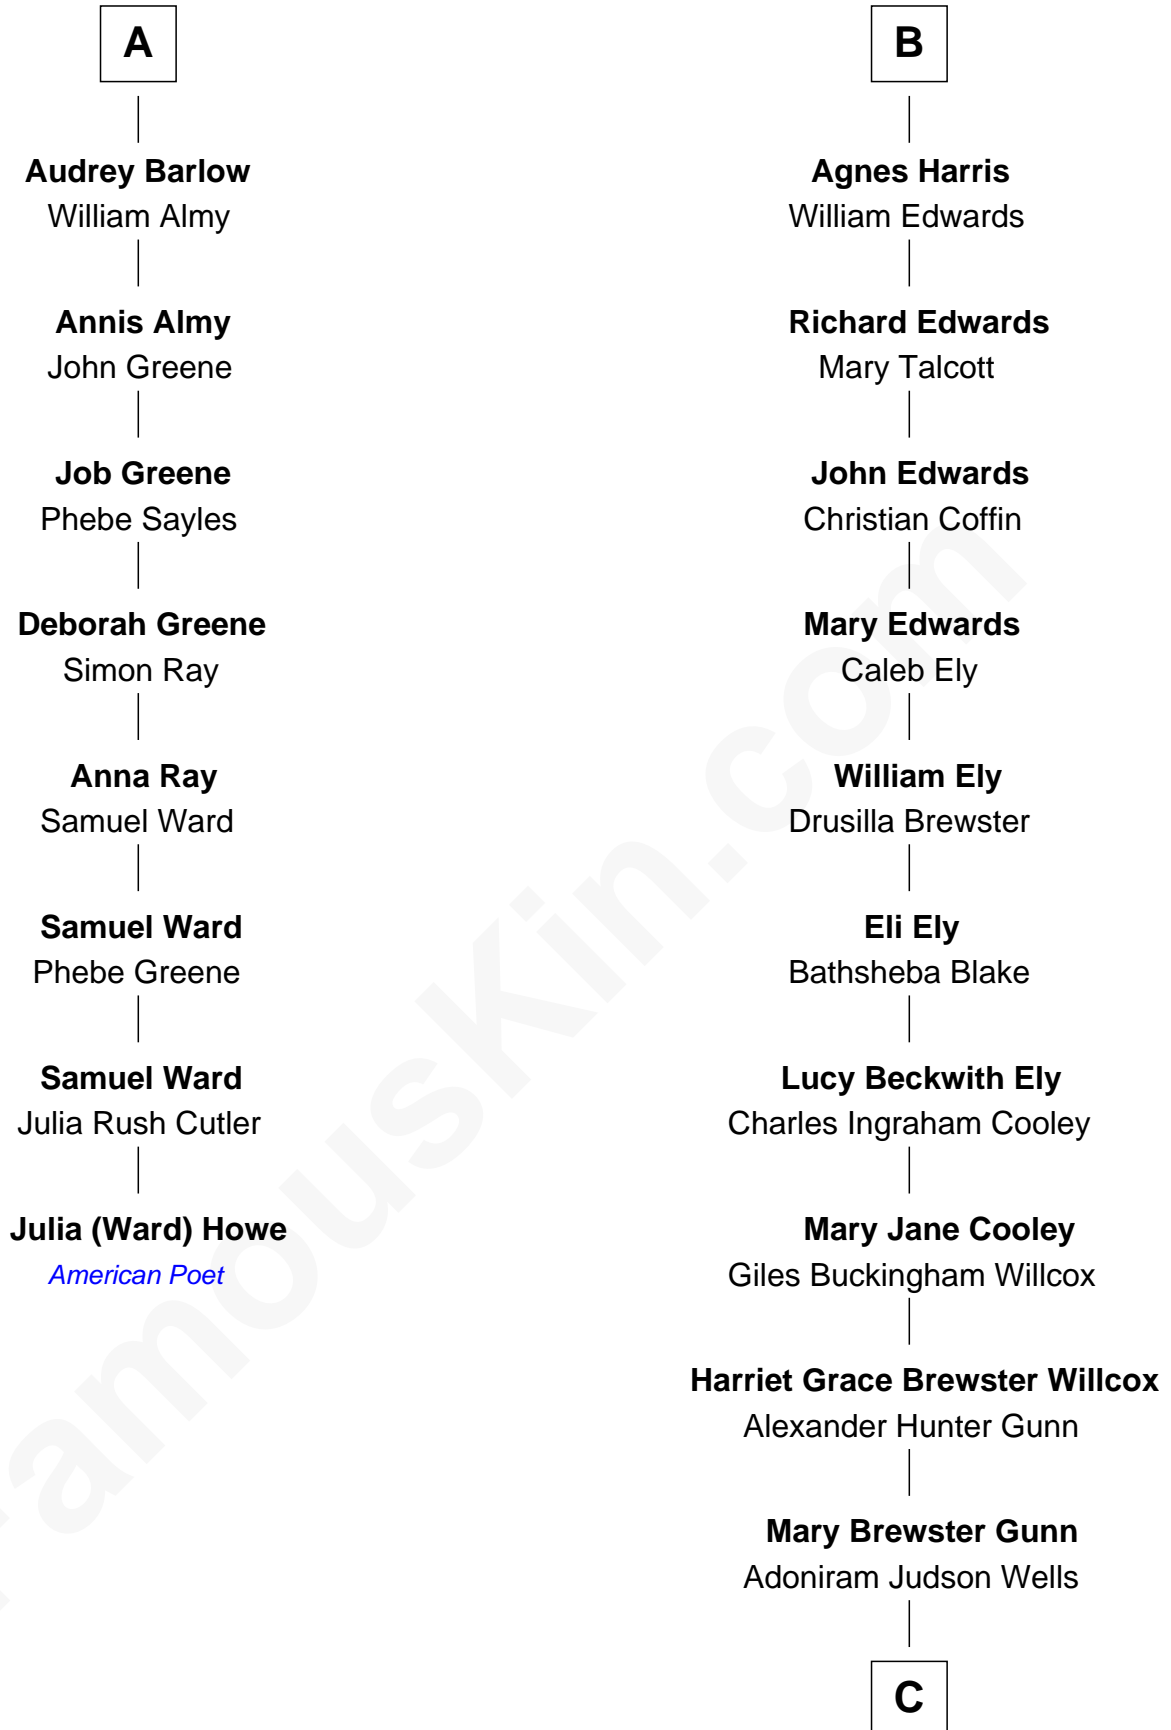 A
Audrey Barlow
William Almy
Annis Almy
John Greene
Job Greene
Phebe Sayles
Deborah Greene
Simon Ray
Anna Ray
Samuel Ward
Samuel Ward
Phebe Greene
Samuel Ward
Julia Rush Cutler
Julia (Ward) Howe
American Poet
B
Agnes Harris
William Edwards
Richard Edwards
Mary Talcott
John Edwards
Christian Coffin
Mary Edwards
Caleb Ely
William Ely
Drusilla Brewster
Eli Ely
Bathsheba Blake
Lucy Beckwith Ely
Charles Ingraham Cooley
Mary Jane Cooley
Giles Buckingham Willcox
Harriet Grace Brewster Willcox
Alexander Hunter Gunn
Mary Brewster Gunn
Adoniram Judson Wells
C
FamousKin.com